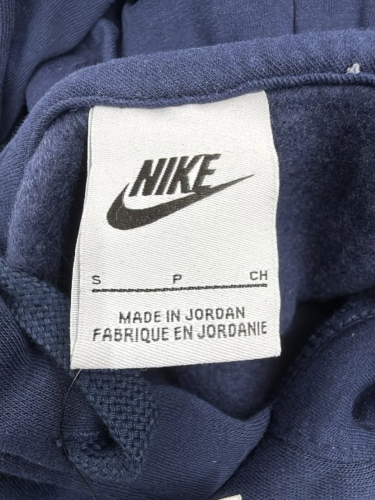 NIKE
S P CH
MADE IN JORDAN
FABRIQUE EN JORDANIE